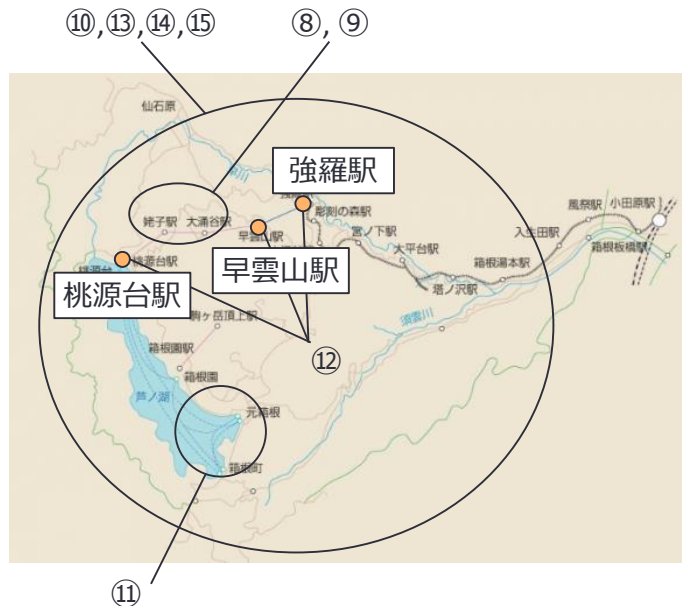 ⑩,⑬,⑭,⑮
⑧, ⑨
仙石原
強羅駅
彫刻の森駅
姥子駅
大涌谷駅
早雲山駅
宮ノ下駅
大平台駅
風祭駅
小田原駅
入生田駅
箱根板橋駅
箱根湯本駅
塔ノ沢駅
桃源台
桃源台駅
早雲山駅
桃源台駅
駒ヶ岳頂上駅
須雲川
⑫
箱根園駅
箱根園
芦ノ湖
元箱根
箱根町
⑪